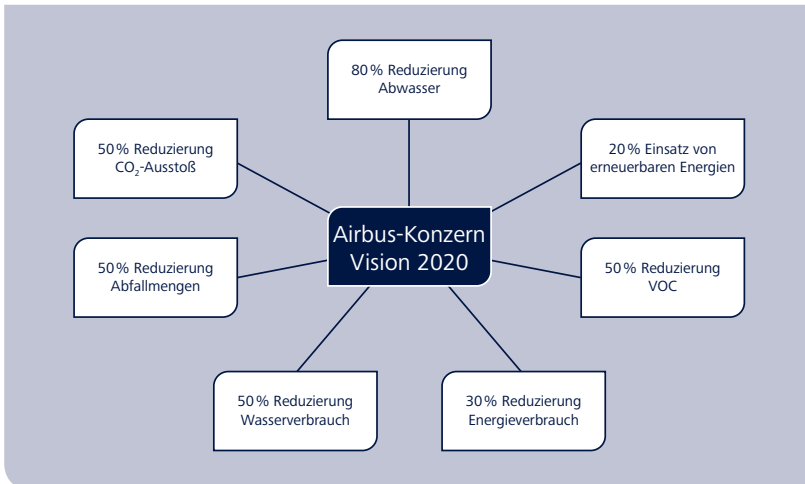 80 % Reduzierung
Abwasser
50 % Reduzierung
CO₂-Ausstoß
20 % Einsatz von
erneuerbaren Energien
Airbus-Konzern
Vision 2020
50 % Reduzierung
Abfallmengen
50 % Reduzierung
VOC
50 % Reduzierung
Wasserverbrauch
30 % Reduzierung
Energieverbrauch